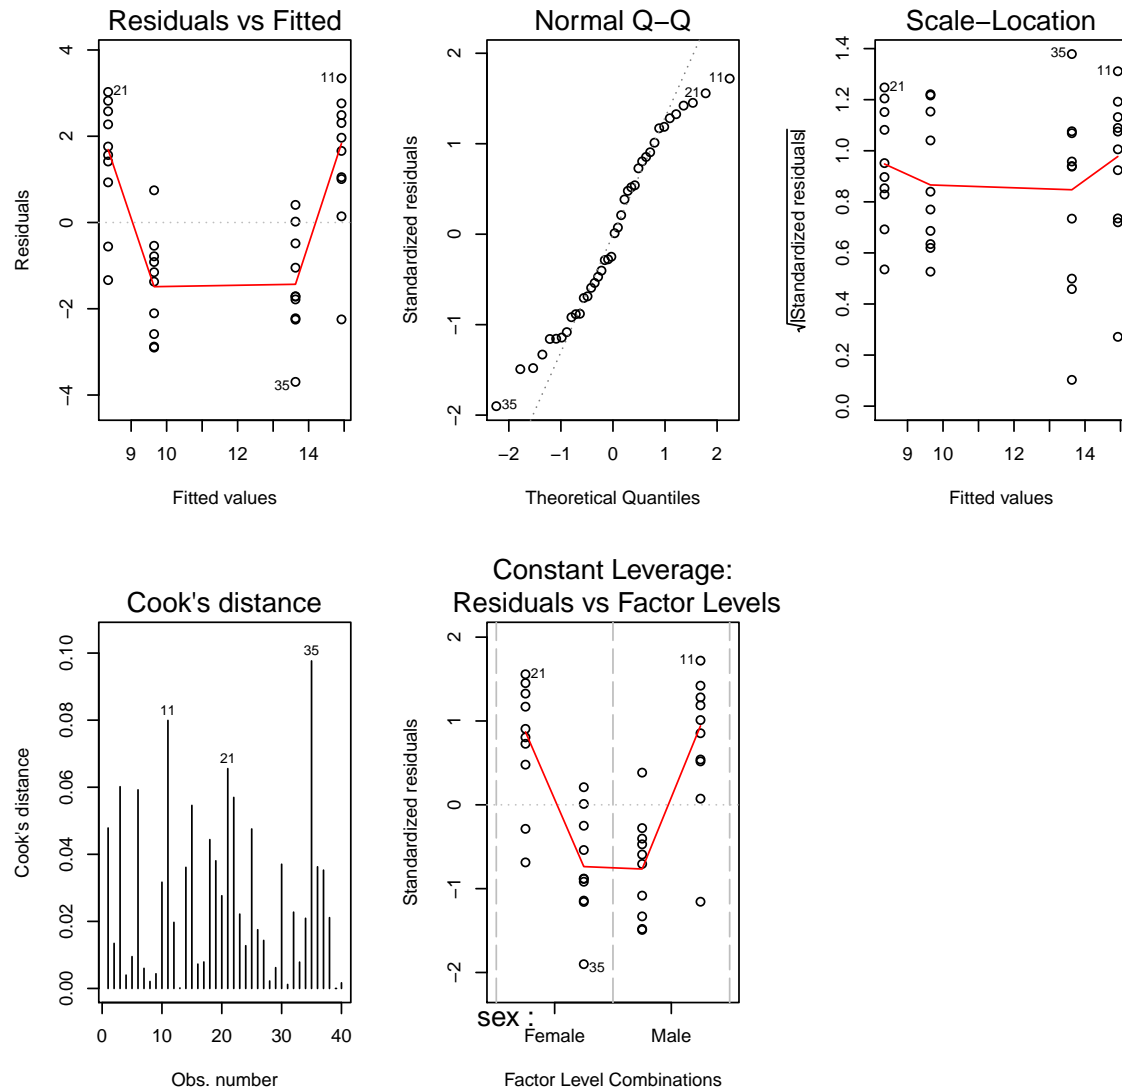 Residuals vs Fitted
4
2
0
−2
−4
Residuals
21
11
35
9 10 12 14
Fitted values
Normal Q−Q
2
1
0
−1
−2
Standardized residuals
11
21
35
−2 −1 0 1 2
Theoretical Quantiles
Scale−Location
1.4
1.2
1.0
0.8
0.6
0.4
0.2
0.0
√|Standardized residuals|
35
11
21
9 10 12 14
Fitted values
Cook's distance
0.10
0.08
0.06
0.04
0.02
0.00
Cook's distance
35
11
21
0 10 20 30 40
Obs. number
Constant Leverage:
Residuals vs Factor Levels
2
1
0
−1
−2
Standardized residuals
11
21
35
sex :
Female Male
Factor Level Combinations